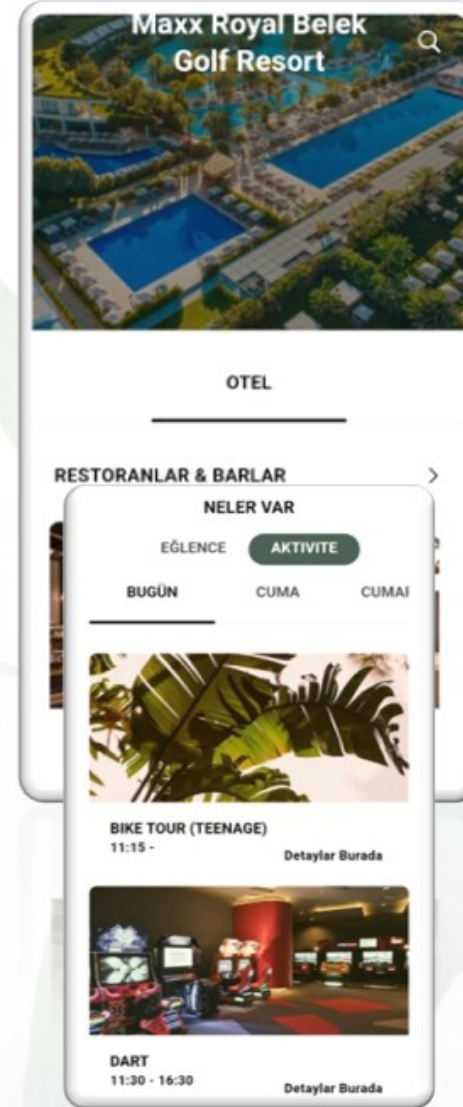 Maxx Royal Belek
Golf Resort
OTEL
RESTORANLAR & BARLAR
NELER VAR
EĞLENCE AKTIVITE
BUGÜN CUMA CUMAR
BIKE TOUR (TEENAGE)
11:15 -
Detaylar Burada
DART
11:30 - 16:30
Detaylar Burada